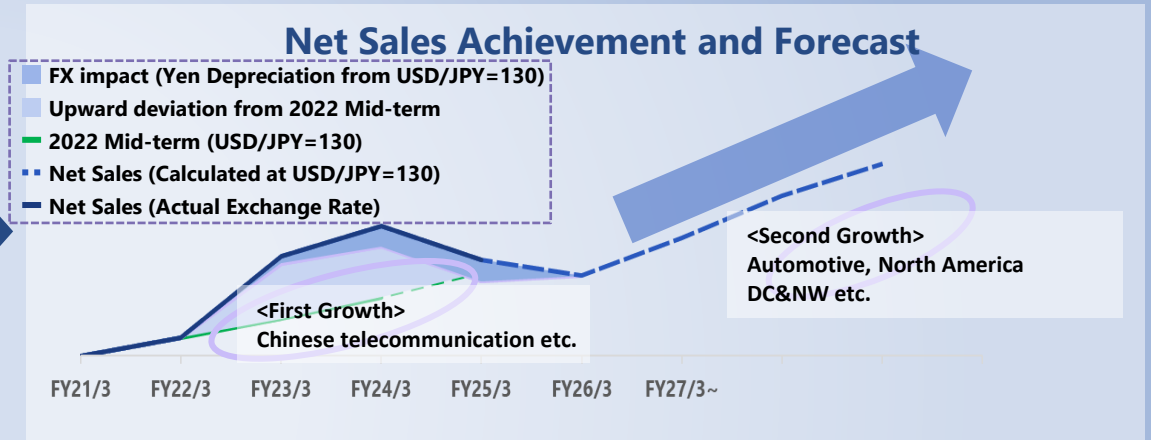 Net Sales Achievement and Forecast
FX impact (Yen Depreciation from USD/JPY=130)
Upward deviation from 2022 Mid-term
2022 Mid-term (USD/JPY=130)
Net Sales (Calculated at USD/JPY=130)
Net Sales (Actual Exchange Rate)
<Second Growth>
Automotive, North America
DC&NW etc.
<First Growth>
Chinese telecommunication etc.
FY21/3 FY22/3 FY23/3 FY24/3 FY25/3 FY26/3 FY27/3~